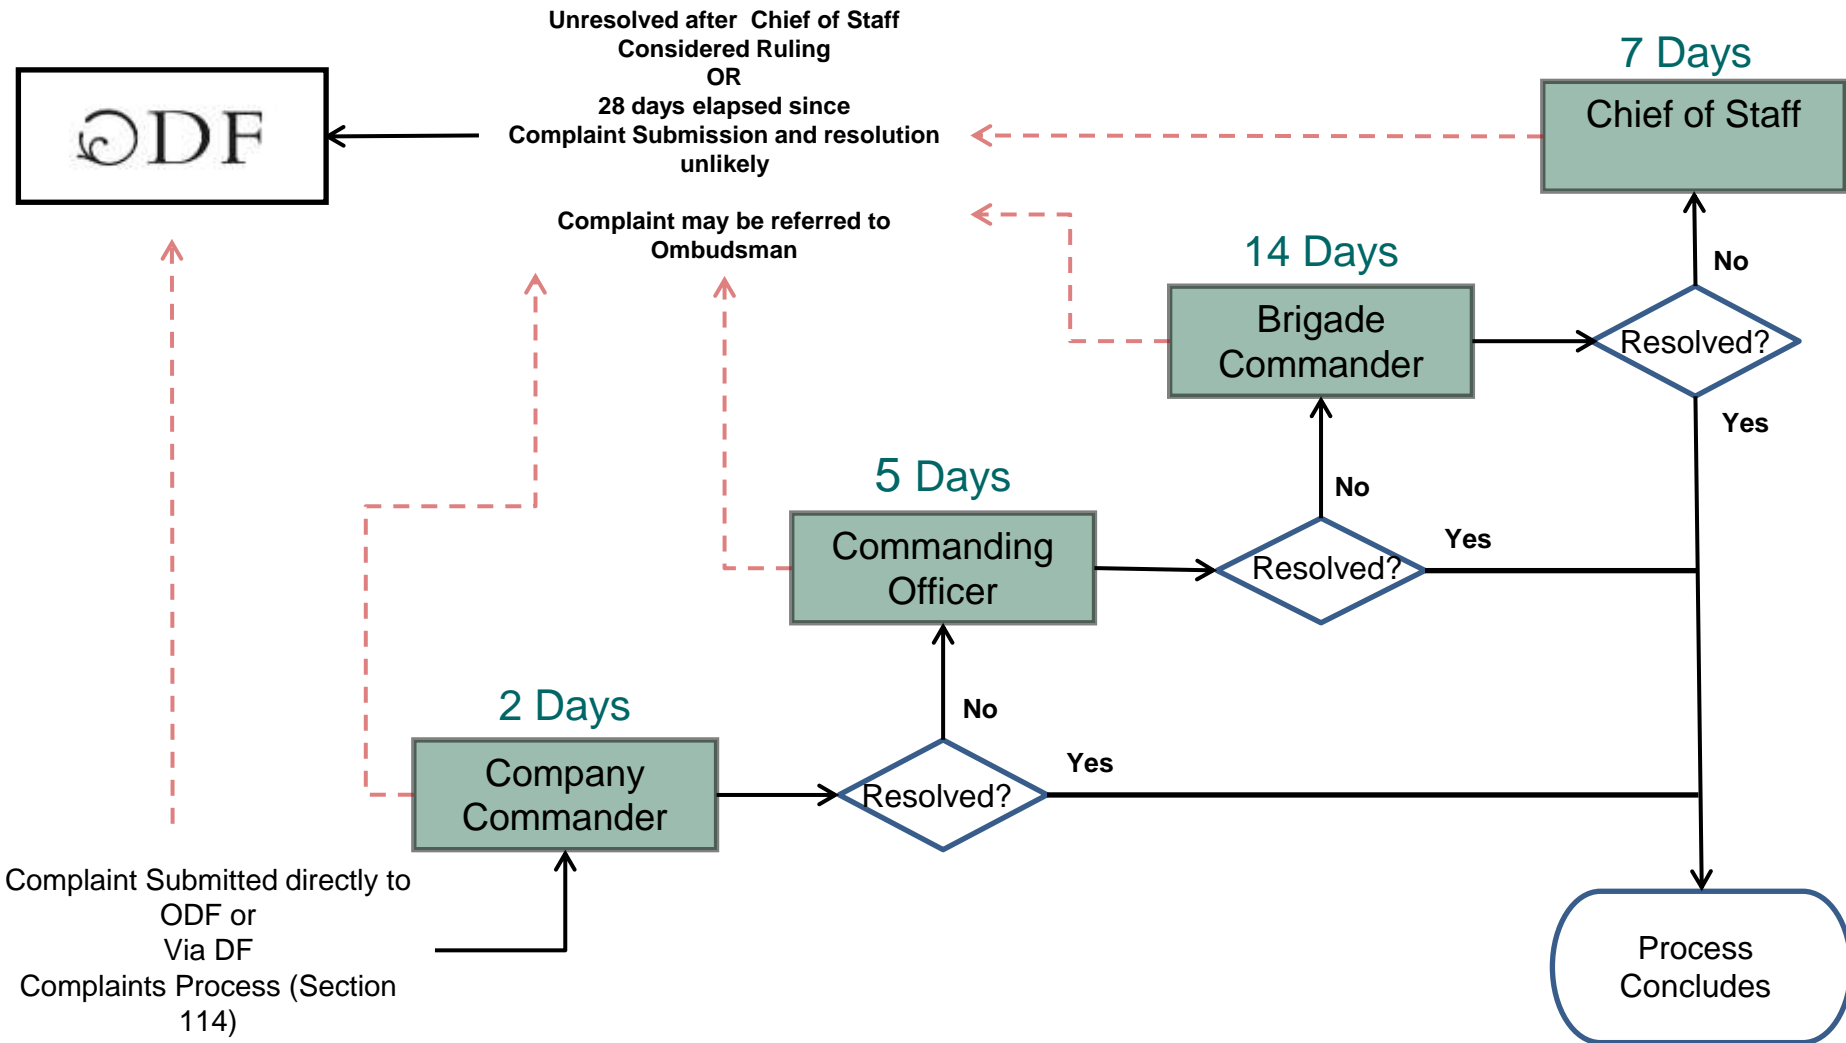 Unresolved after  Chief of Staff
Considered Ruling
OR
28 days elapsed since
Complaint Submission and resolution
unlikely
Complaint may be referred to
Ombudsman
ODF
7 Days
Chief of Staff
No
14 Days
Brigade
Commander
Resolved?
Yes
5 Days
Commanding
Officer
No
Resolved?
Yes
2 Days
Company
Commander
No
Resolved?
Yes
Complaint Submitted directly to
ODF or
Via DF
Complaints Process (Section
114)
Process
Concludes